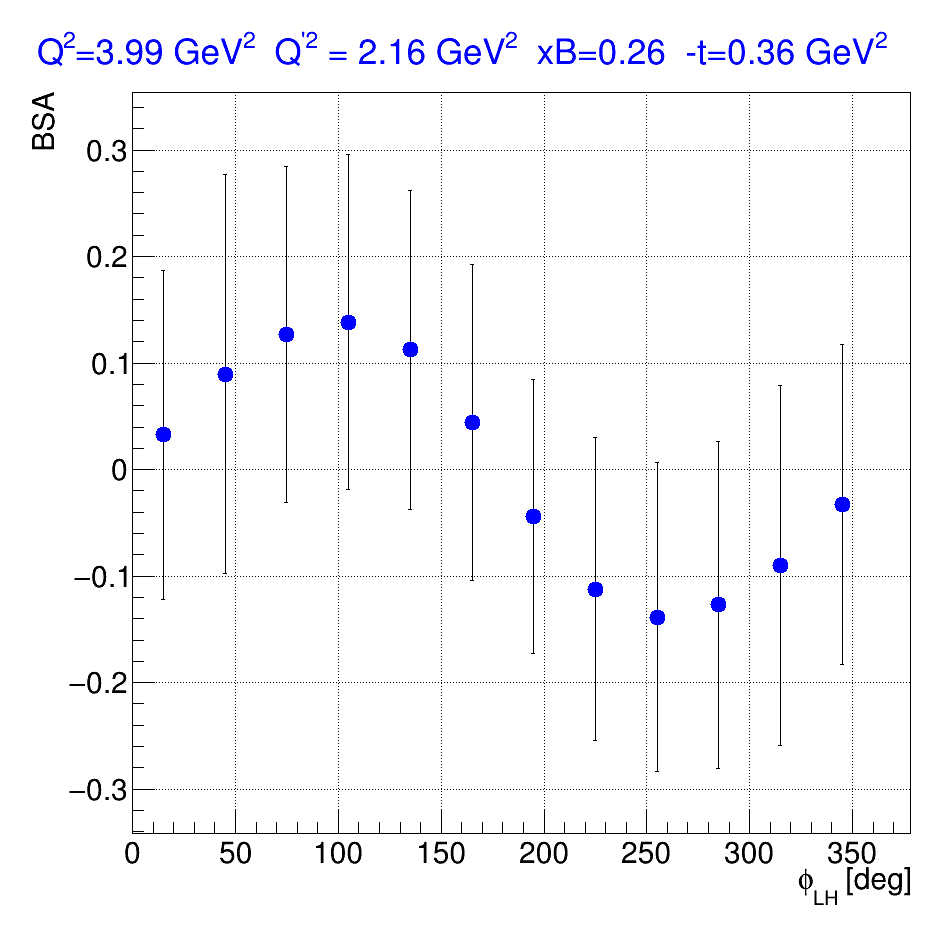 Q²=3.99 GeV² Q'² = 2.16 GeV² xB=0.26 -t=0.36 GeV²
BSA
0.3
0.2
0.1
0
−0.1
−0.2
−0.3
0 50 100 150 200 250 300 350
ϕ_LH [deg]